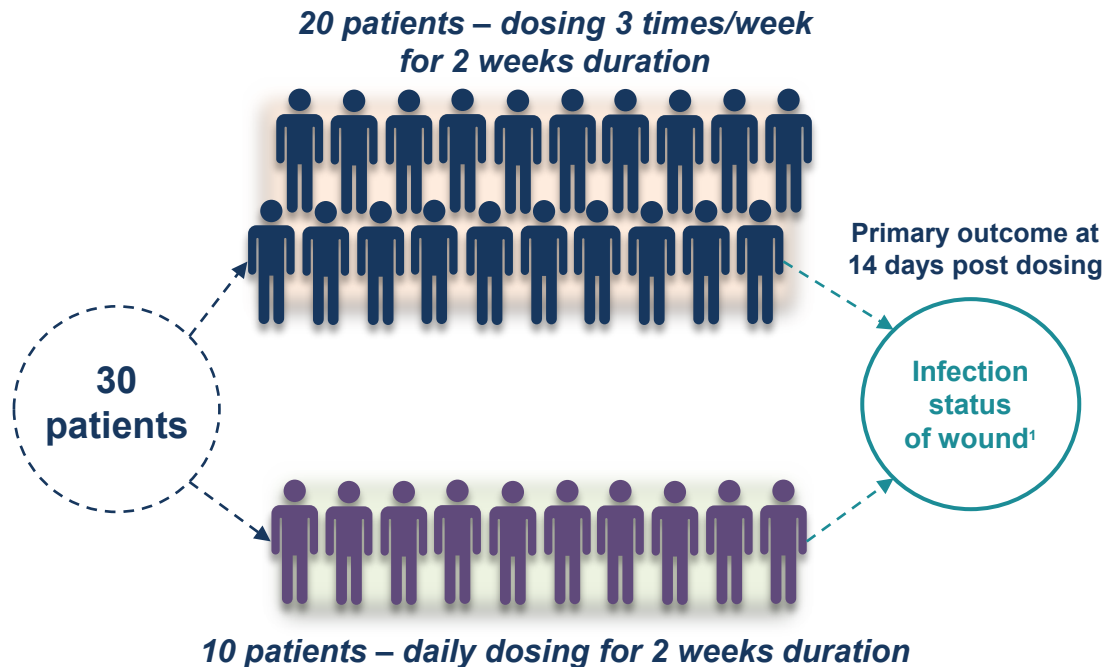 20 patients – dosing 3 times/week
for 2 weeks duration
Primary outcome at
14 days post dosing
30
patients
Infection
status
of wound¹
10 patients – daily dosing for 2 weeks duration